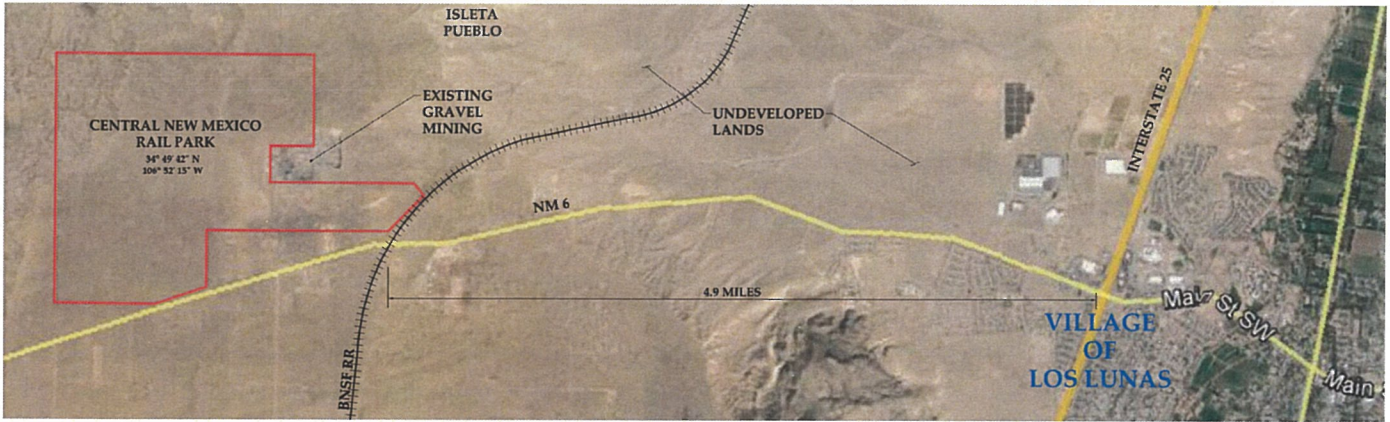 ISLETA
PUEBLO
EXISTING
GRAVEL
MINING
CENTRAL NEW MEXICO
RAIL PARK
34° 49' 42" N
106° 52' 15" W
UNDEVELOPED
LANDS
INTERSTATE 25
NM 6
4.9 MILES
BNSF RR
Main St SW
VILLAGE
OF
LOS LUNAS
Main